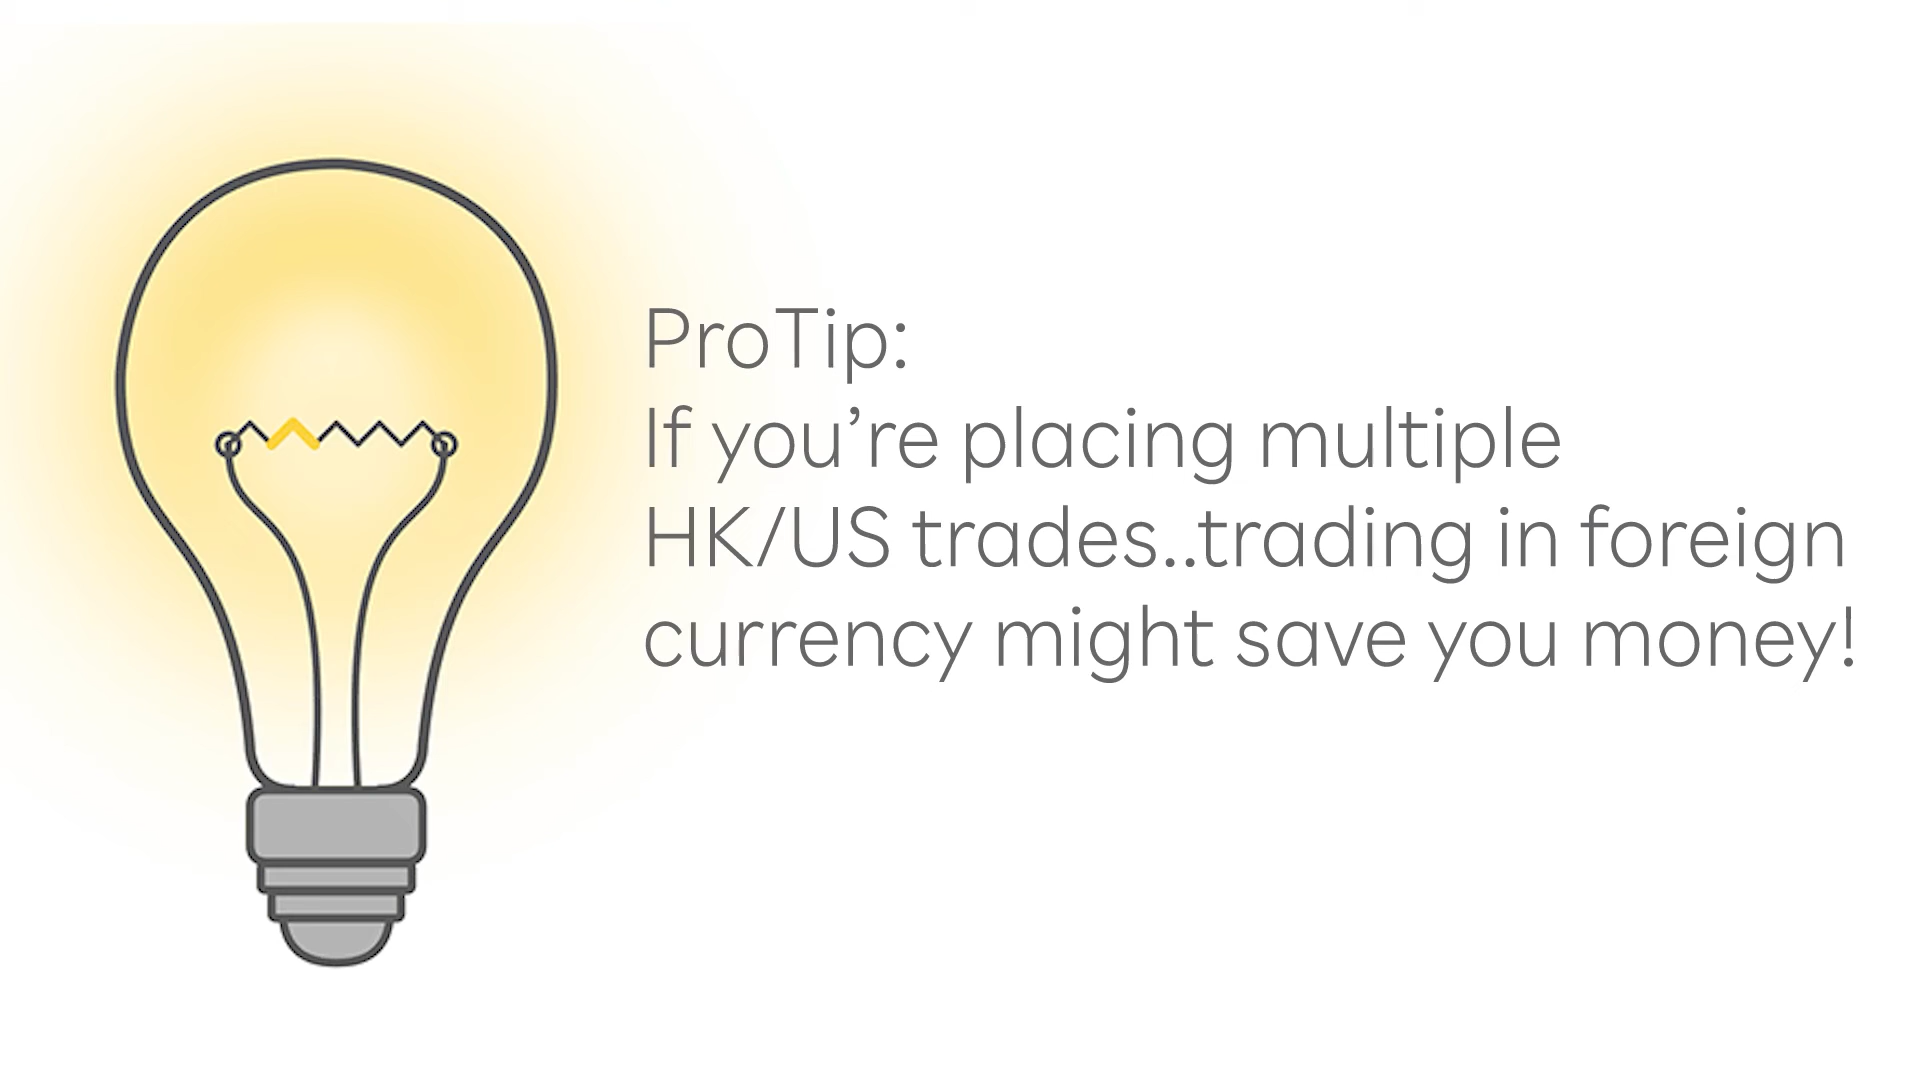 ProTip:
If you’re placing multiple
HK/US trades..trading in foreign
currency might save you money!